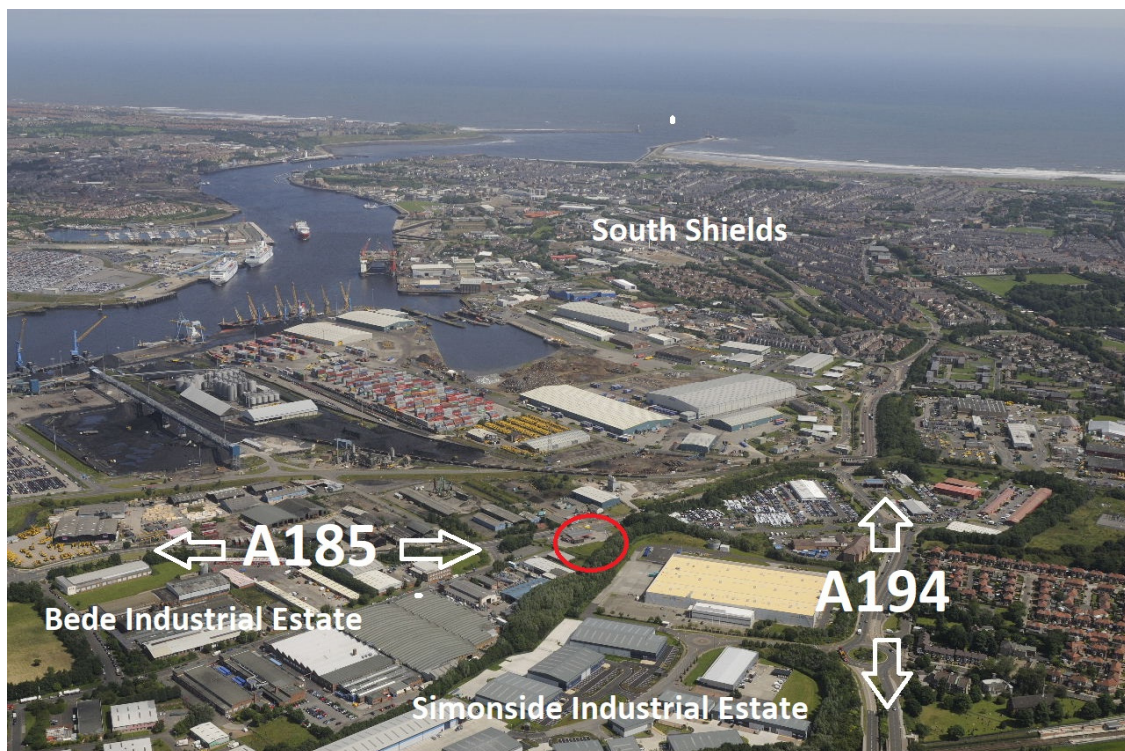 South Shields
A185
A194
Bede Industrial Estate
Simonside Industrial Estate